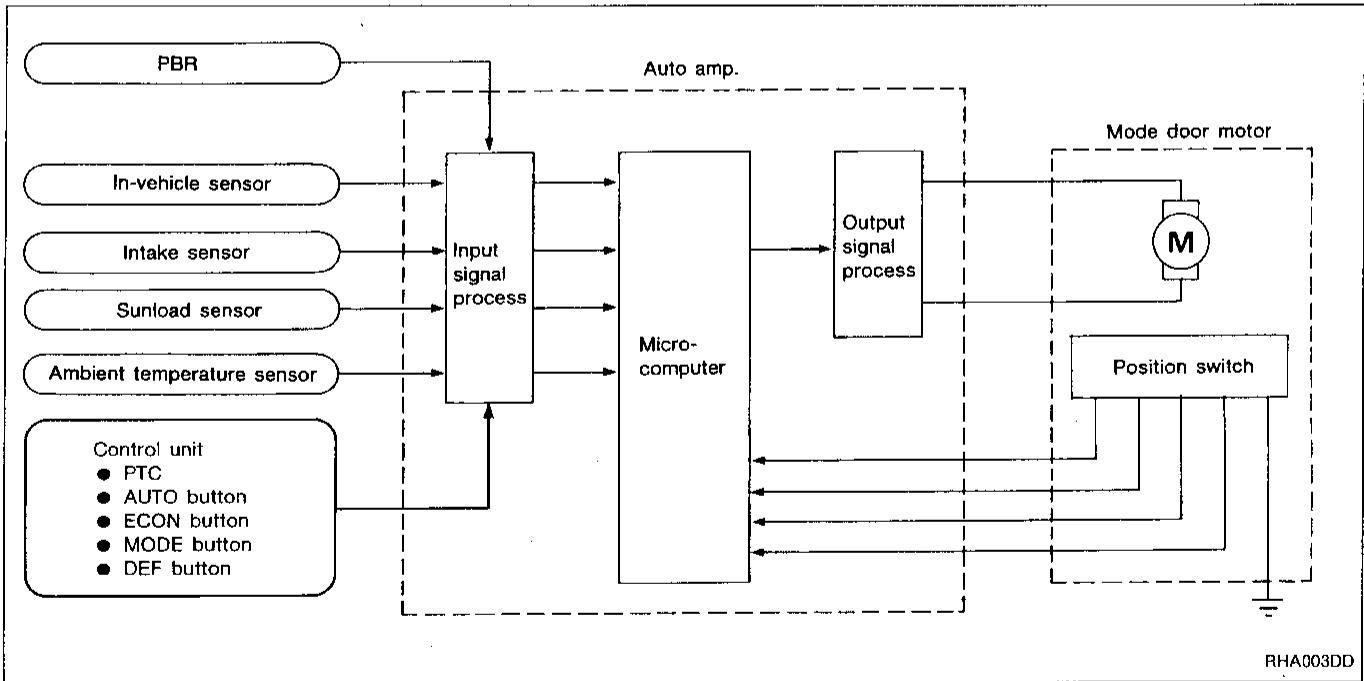 PBR
Auto amp.
Mode door motor
In-vehicle sensor
Intake sensor
Sunload sensor
Ambient temperature sensor
Control unit
● PTC
● AUTO button
● ECON button
● MODE button
● DEF button
Input
signal
process
Micro-
computer
Output
signal
process
M
Position switch
RHA003DD